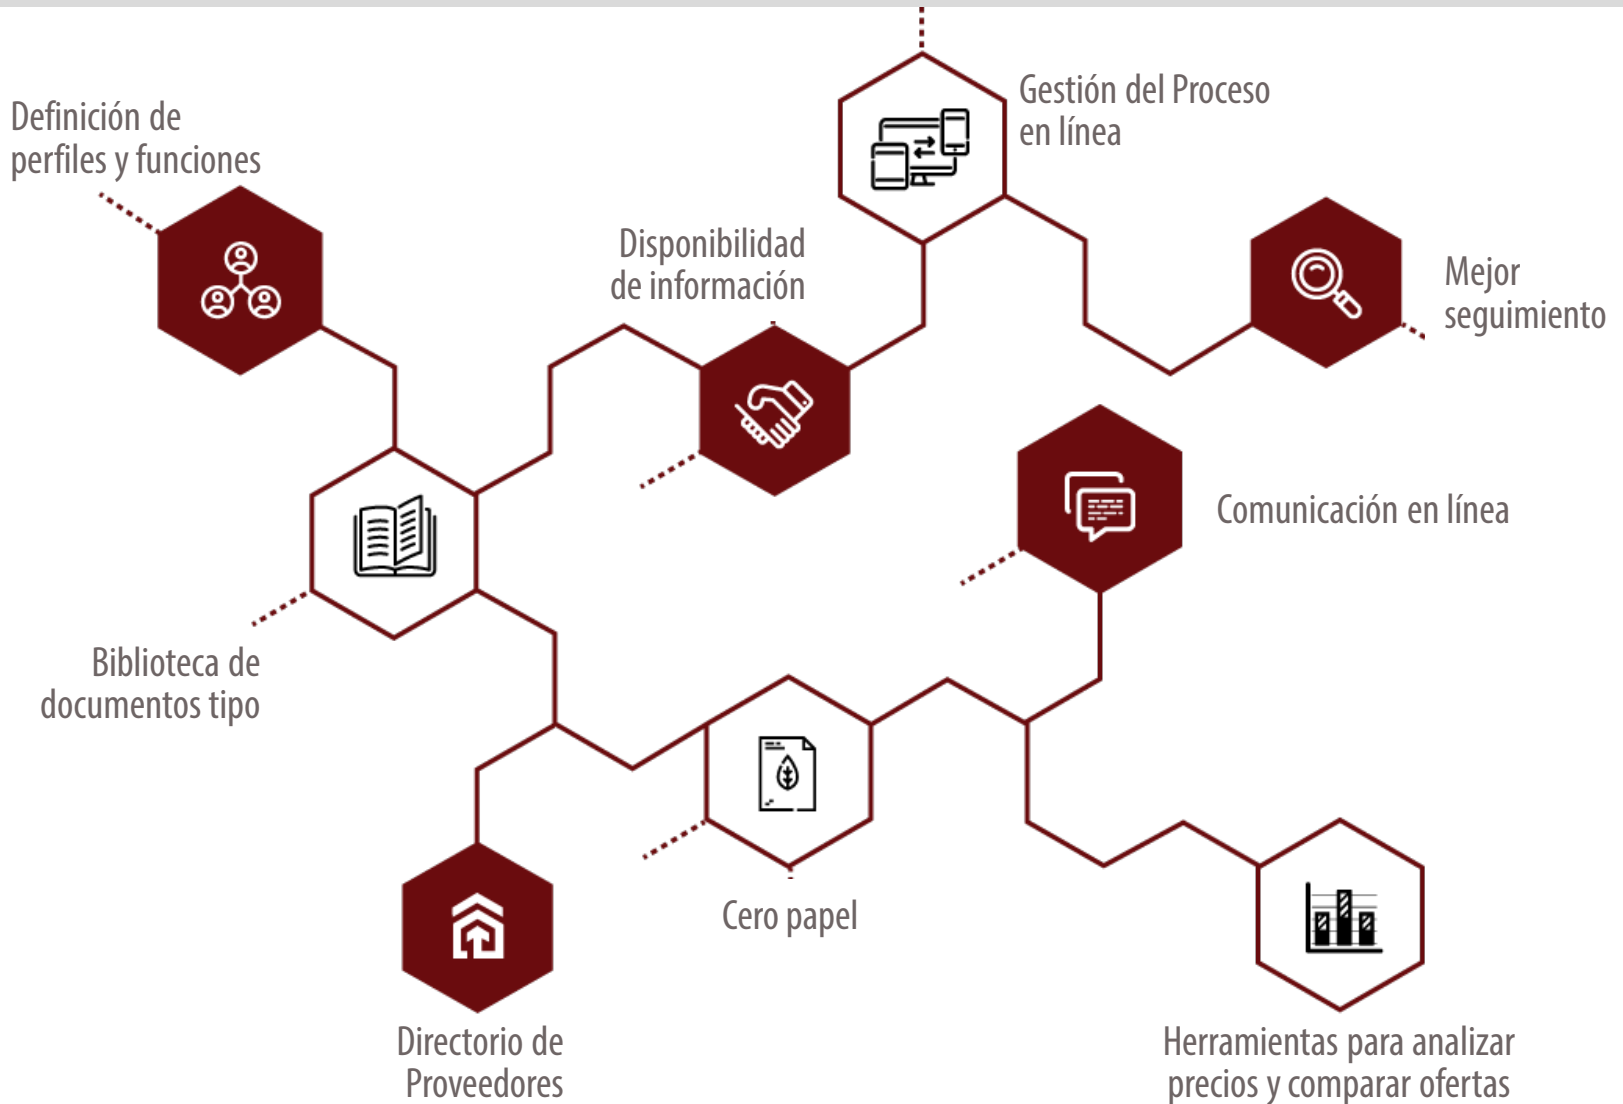 Gestión del Proceso
en línea
Definición de
perfiles y funciones
Disponibilidad
de información
Mejor
seguimiento
Comunicación en línea
Biblioteca de
documentos tipo
Cero papel
Directorio de
Proveedores
Herramientas para analizar
precios y comparar ofertas